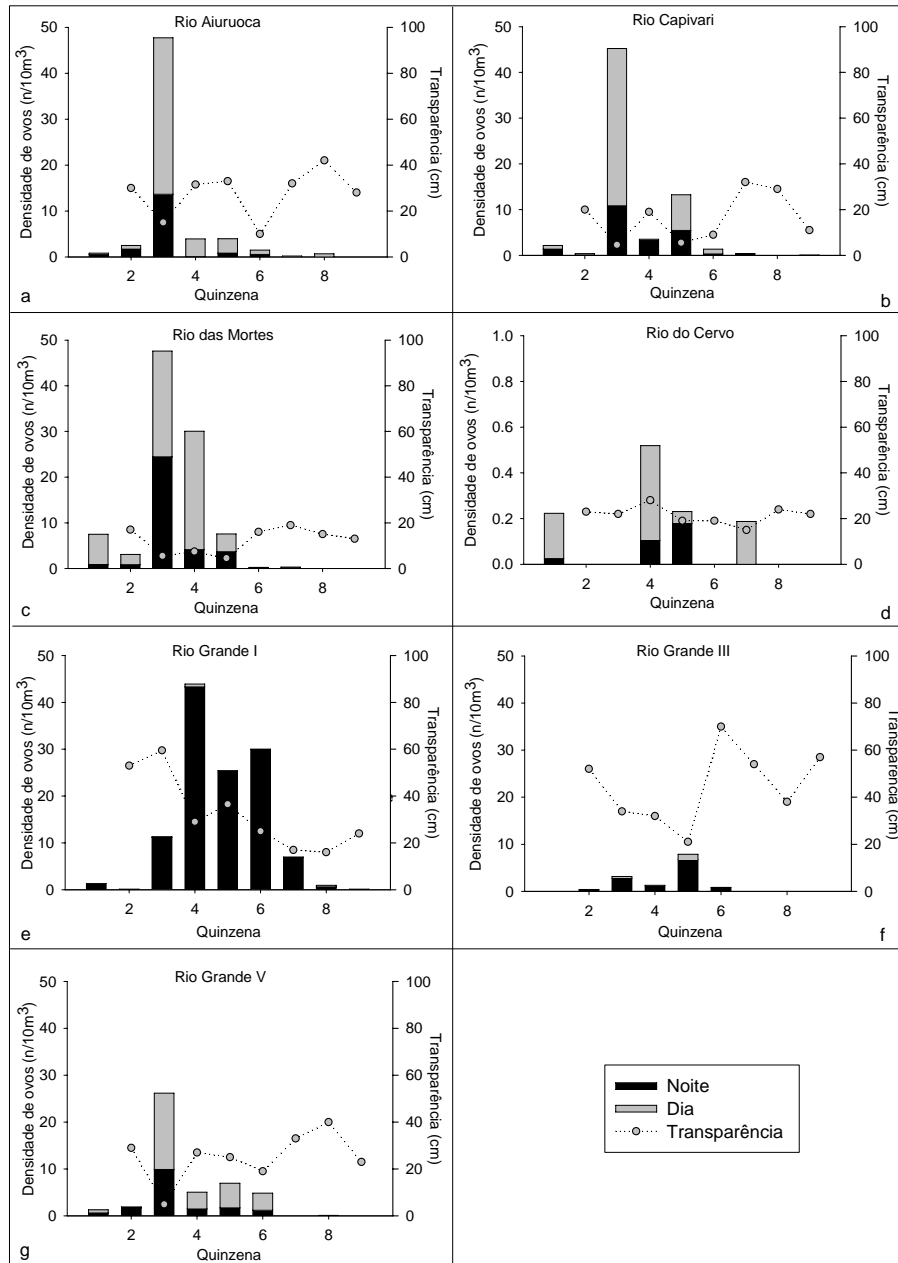 Rio Aiuruoca
Densidade de ovos (n/10m³)
50
40
30
20
10
0
100
80
60
40
20
0
Transparência (cm)
2 4 6 8
Quinzena
a
Rio Capivari
Densidade de ovos (n/10m³)
50
40
30
20
10
0
100
80
60
40
20
0
Transparência (cm)
2 4 6 8
Quinzena
b
Rio das Mortes
Densidade de ovos (n/10m³)
50
40
30
20
10
0
100
80
60
40
20
0
Transparência (cm)
2 4 6 8
Quinzena
c
Rio do Cervo
Densidade de ovos (n/10m³)
1.0
0.8
0.6
0.4
0.2
0.0
100
80
60
40
20
0
Transparência (cm)
2 4 6 8
Quinzena
d
Rio Grande I
Densidade de ovos (n/10m³)
50
40
30
20
10
0
100
80
60
40
20
0
Transparência (cm)
2 4 6 8
Quinzena
e
Rio Grande III
Densidade de ovos (n/10m³)
50
40
30
20
10
0
100
80
60
40
20
0
Transparência (cm)
2 4 6 8
Quinzena
f
Rio Grande V
Densidade de ovos (n/10m³)
50
40
30
20
10
0
100
80
60
40
20
0
Transparência (cm)
2 4 6 8
Quinzena
g
Noite
Dia
Transparência